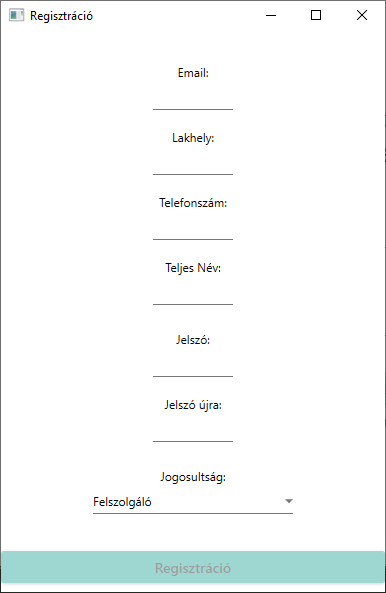 Regisztráció
Email:
Lakhely:
Telefonszám:
Teljes Név:
Jelszó:
Jelszó újra:
Jogosultság:
Felszolgáló
Regisztráció